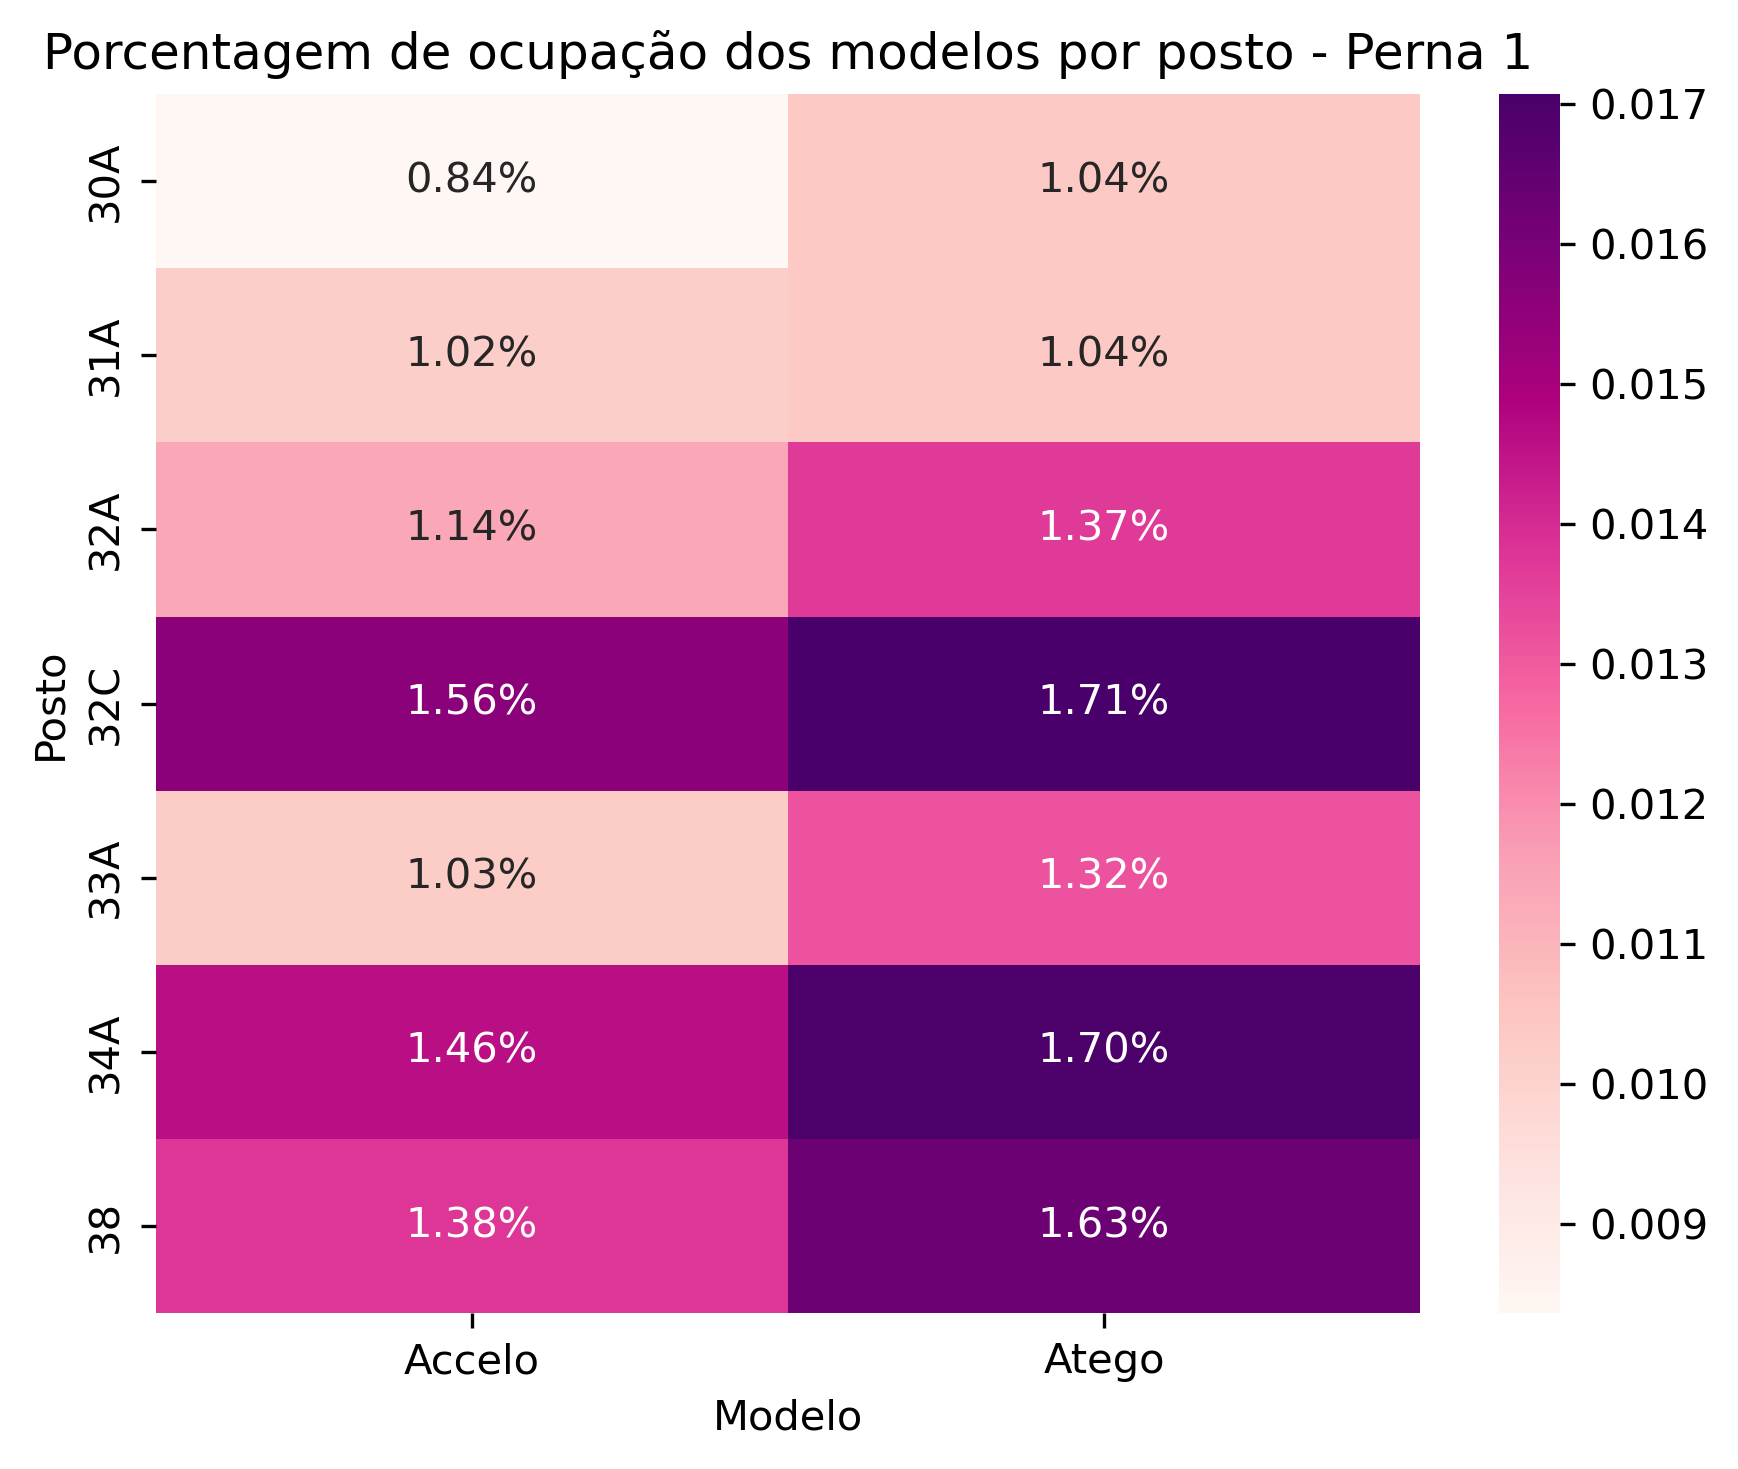 Porcentagem de ocupação dos modelos por posto - Perna 1
30A 0.84% 1.04%
31A 1.02% 1.04%
32A 1.14% 1.37%
32C 1.56% 1.71%
33A 1.03% 1.32%
34A 1.46% 1.70%
38 1.38% 1.63%
Posto
Accelo Atego
Modelo
0.017
0.016
0.015
0.014
0.013
0.012
0.011
0.010
0.009